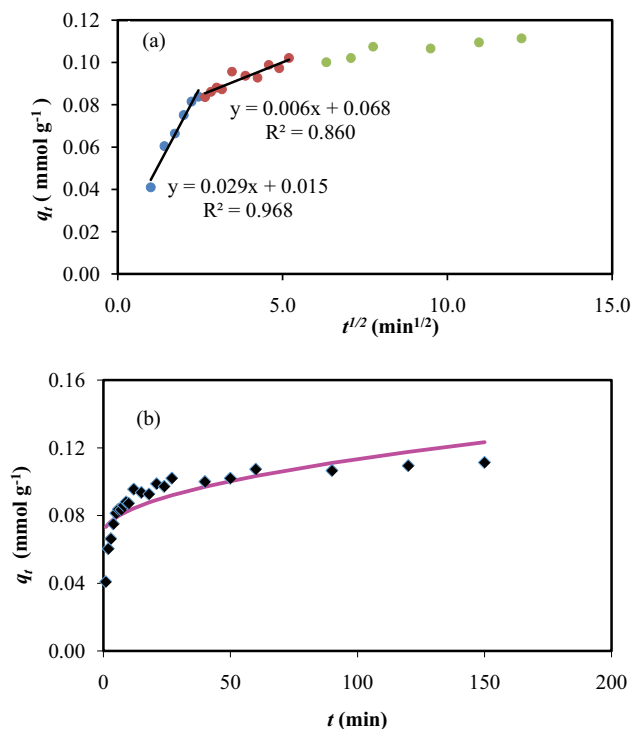 (a)
0.12
0.10
0.08
0.06
0.04
0.02
0.00
q_t ( mmol g⁻¹)
y = 0.006x + 0.068
R² = 0.860
y = 0.029x + 0.015
R² = 0.968
0.0 5.0 10.0 15.0
t^{1/2} (min^{1/2})
(b)
0.16
0.12
0.08
0.04
0.00
q_t (mmol g⁻¹)
0 50 100 150 200
t (min)